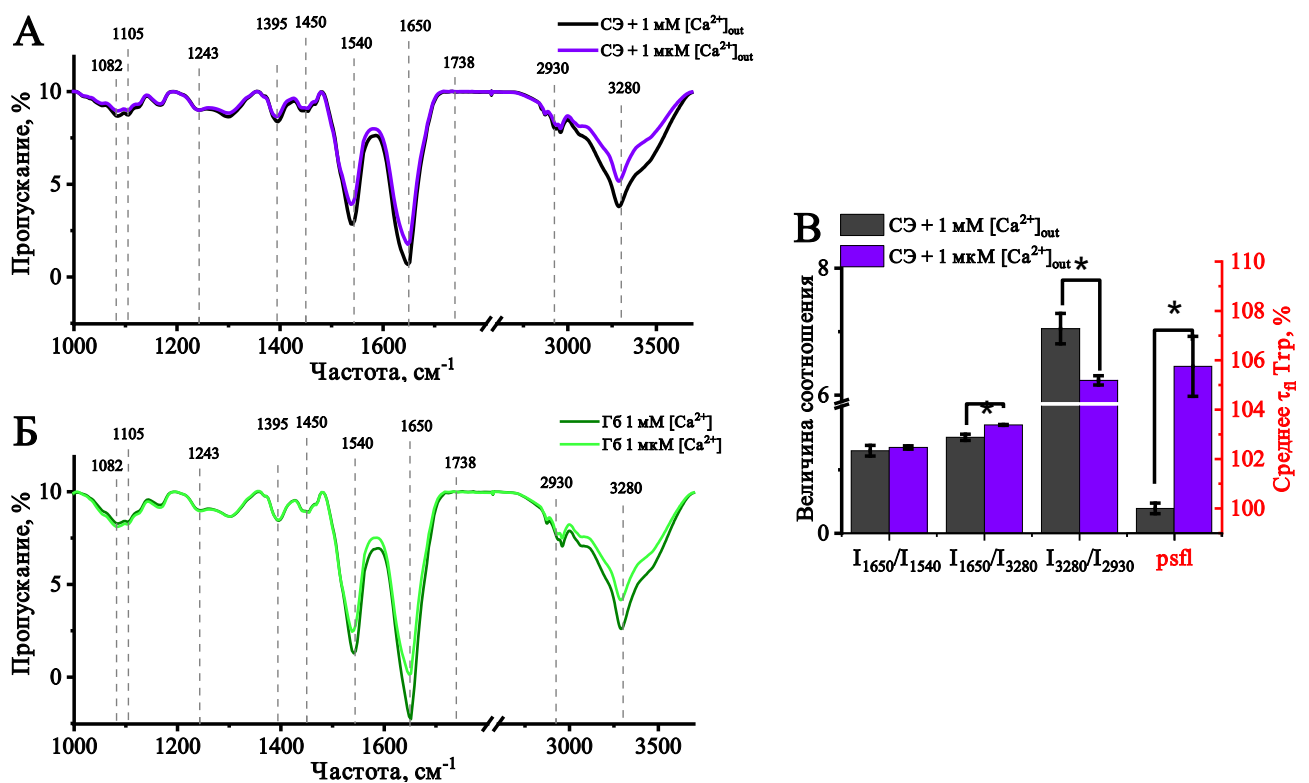 А
1082
1105
1243
1395
1450
1540
1650
1738
2930
3280
СЭ + 1 мМ [Ca²⁺]out
СЭ + 1 мкМ [Ca²⁺]out
Пропускание, %
10
5
0
1000
1200
1400
1600
3000
3500
Частота, см⁻¹
Б
1082
1105
1243
1395
1450
1540
1650
1738
2930
3280
Гб 1 мМ [Ca²⁺]
Гб 1 мкМ [Ca²⁺]
Пропускание, %
10
5
0
1000
1200
1400
1600
3000
3500
Частота, см⁻¹
В
СЭ + 1 мМ [Ca²⁺]out
СЭ + 1 мкМ [Ca²⁺]out
Величина соотношения
8
6
0
*
*
*
I1650/I1540
I1650/I3280
I3280/I2930
psfl
110
108
106
104
102
100
Среднее τfl Trp, %